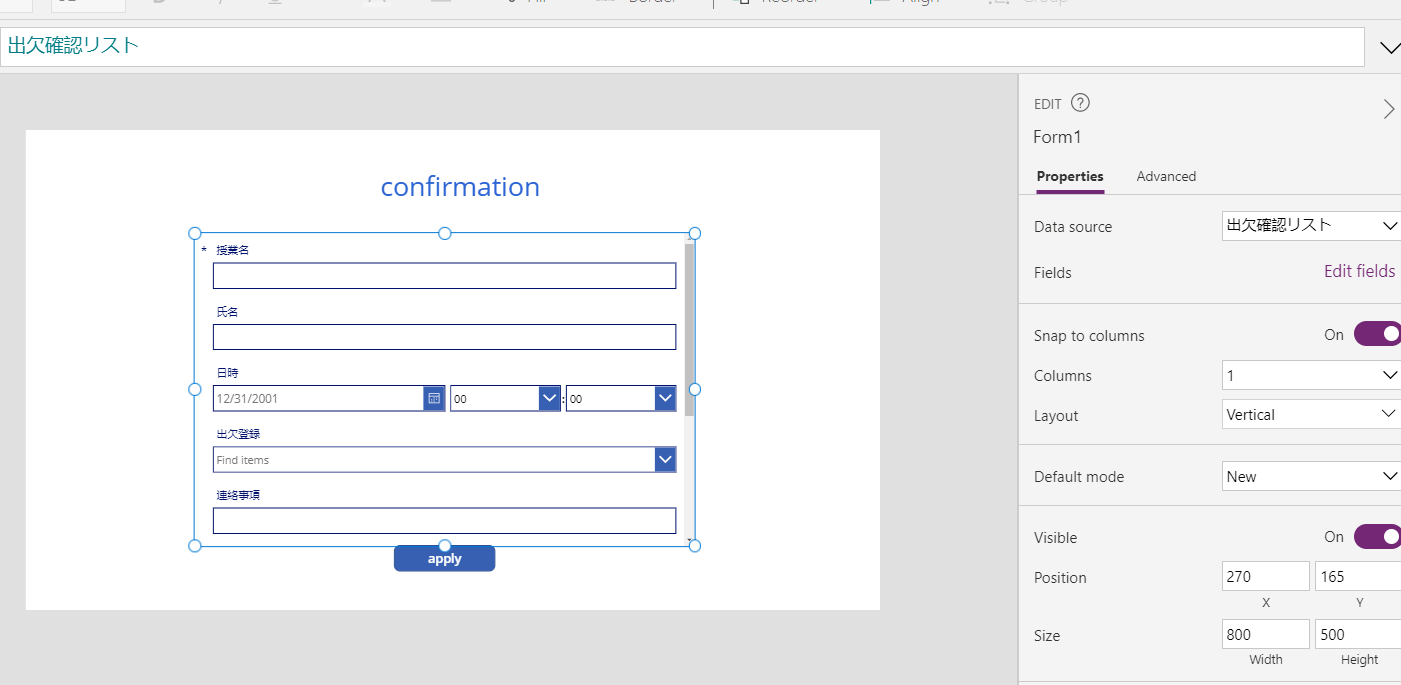 出欠確認リスト
EDIT ?
Form1
confirmation
Properties Advanced
Data source 出欠確認リスト
* 授業名
Fields Edit fields
氏名
Snap to columns On
日時
Columns 1
12/31/2001 00 : 00
Layout Vertical
出欠登録
Find items
Default mode New
連絡事項
Visible On
apply
Position 270 165
X Y
Size 800 500
Width Height